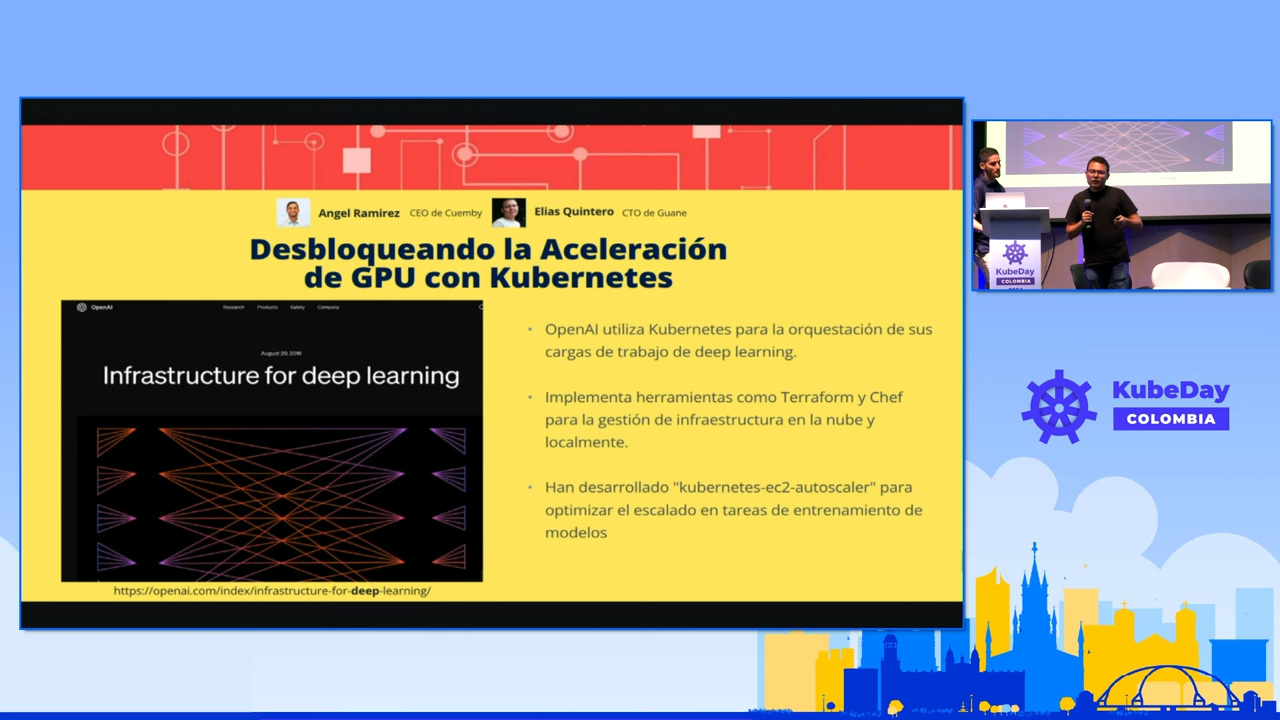 Angel Ramirez CEO de Cuemby Elias Quintero CTO de Guane
Desbloqueando la Aceleración
de GPU con Kubernetes
OpenAI Research Products Safety Company
August 29, 2016
Infrastructure for deep learning
https://openai.com/index/infrastructure-for-deep-learning/
• OpenAI utiliza Kubernetes para la orquestación de sus
cargas de trabajo de deep learning.
• Implementa herramientas como Terraform y Chef
para la gestión de infraestructura en la nube y
localmente.
• Han desarrollado "kubernetes-ec2-autoscaler" para
optimizar el escalado en tareas de entrenamiento de
modelos
KubeDay
COLOMBIA
KubeDay
COLOMBIA